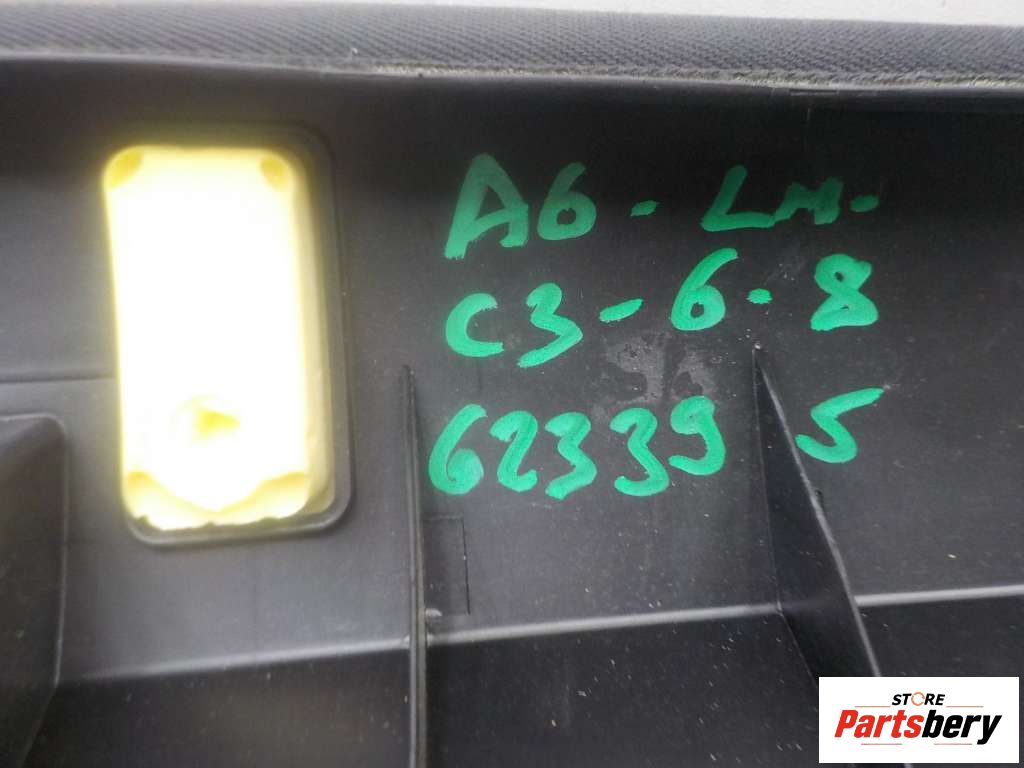 A6-LM-
C3-6-8
62339 5
STORE
Partsbery